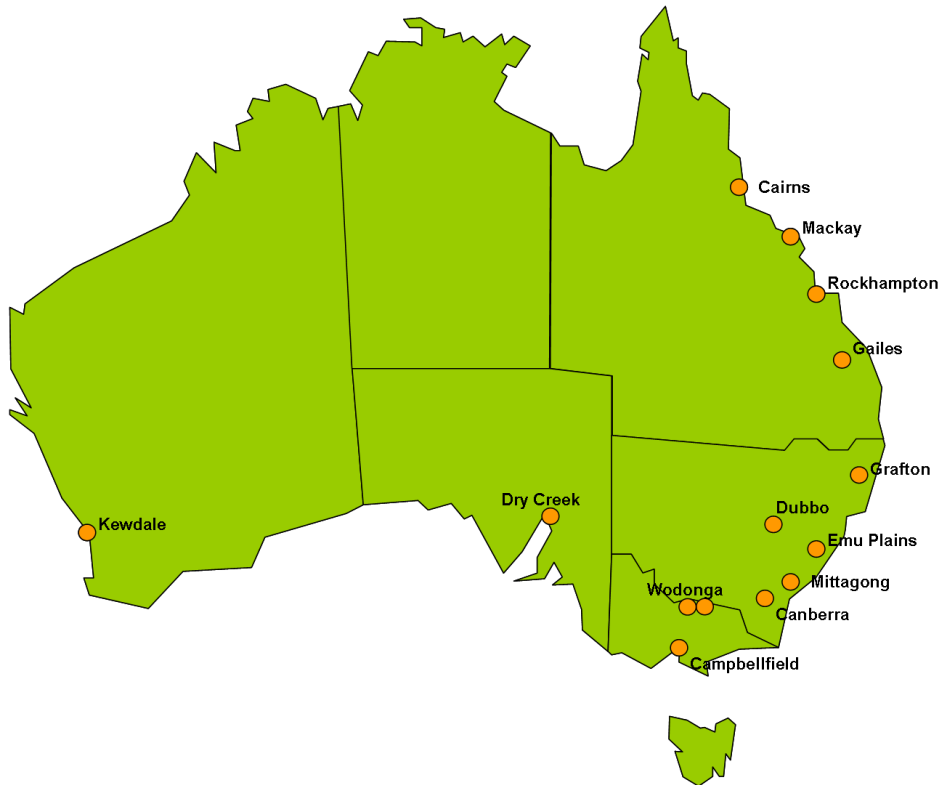 Cairns
Mackay
Rockhampton
Gailes
Grafton
Dry Creek
Dubbo
Kewdale
Emu Plains
Mittagong
Wodonga
Canberra
Campbellfield